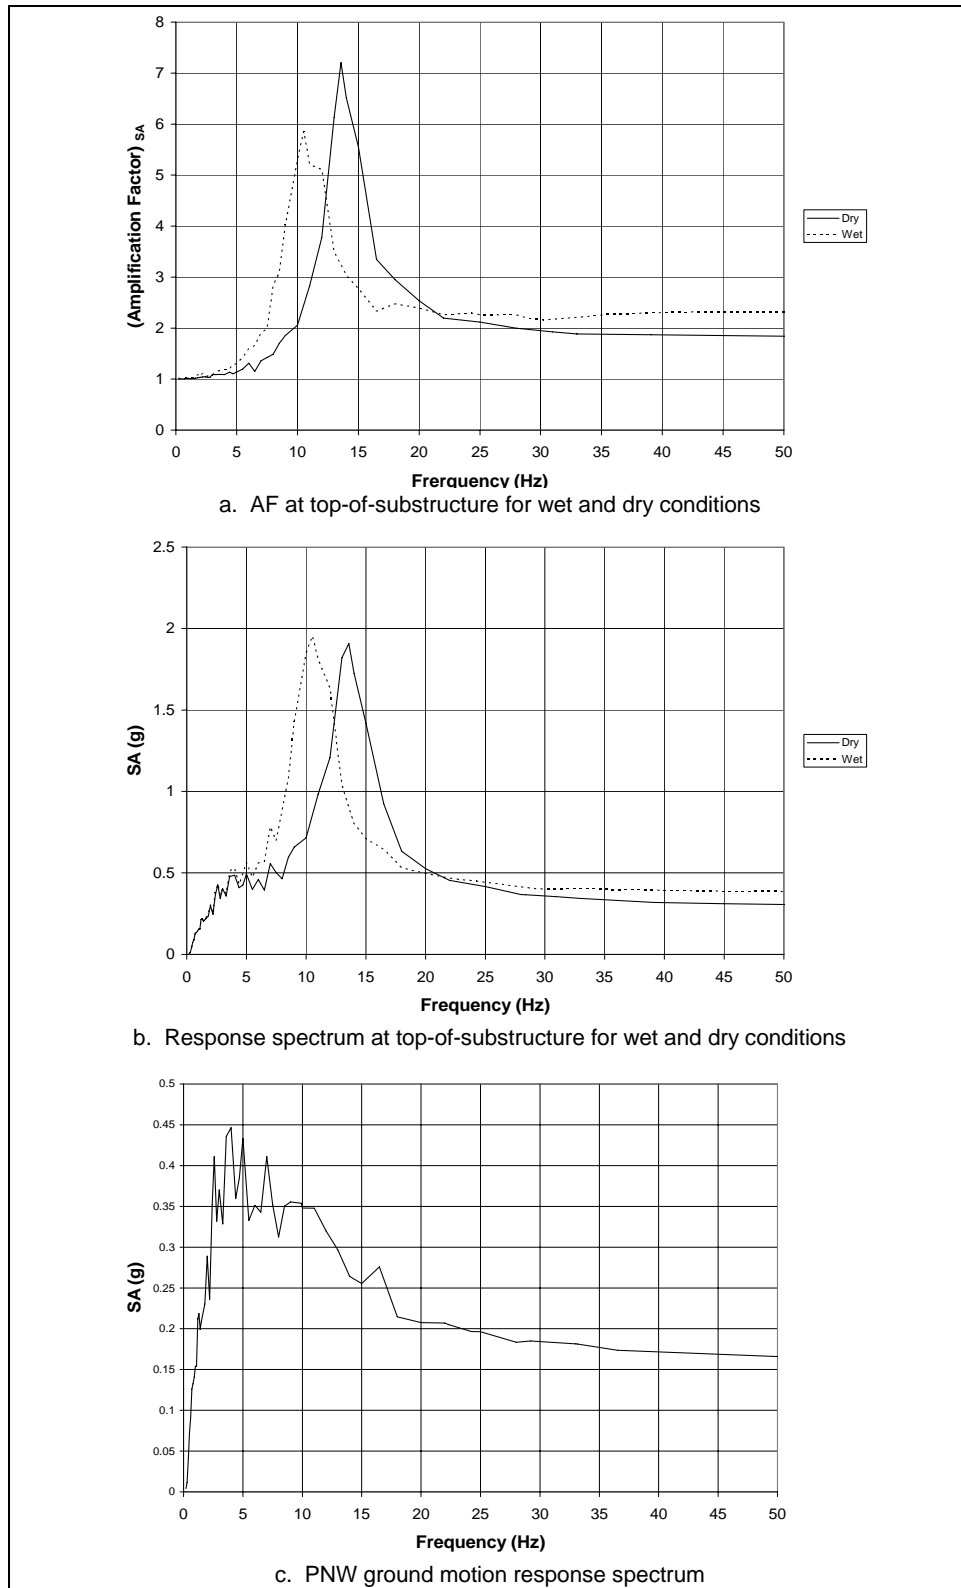 8
7
6
5
4
3
2
1
0
(Amplification Factor) SA
0 5 10 15 20 25 30 35 40 45 50
Frerquency (Hz)
Dry
Wet
a. AF at top-of-substructure for wet and dry conditions
2.5
2
1.5
1
0.5
0
SA (g)
0 5 10 15 20 25 30 35 40 45 50
Frequency (Hz)
Dry
Wet
b. Response spectrum at top-of-substructure for wet and dry conditions
0.5
0.45
0.4
0.35
0.3
0.25
0.2
0.15
0.1
0.05
0
SA (g)
0 5 10 15 20 25 30 35 40 45 50
Frequency (Hz)
c. PNW ground motion response spectrum